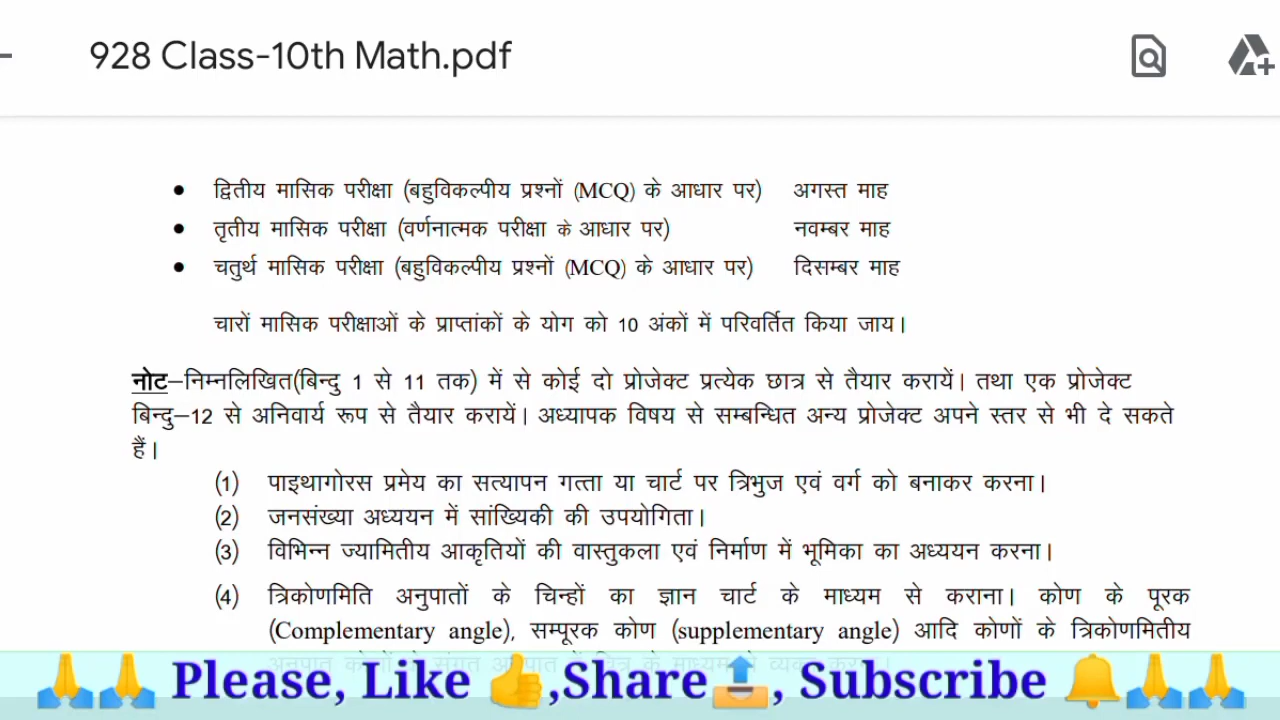 928 Class-10th Math.pdf
• द्वितीय मासिक परीक्षा (बहुविकल्पीय प्रश्नों (MCQ) के आधार पर) अगस्त माह
• तृतीय मासिक परीक्षा (वर्णनात्मक परीक्षा के आधार पर) नवम्बर माह
• चतुर्थ मासिक परीक्षा (बहुविकल्पीय प्रश्नों (MCQ) के आधार पर) दिसम्बर माह
चारों मासिक परीक्षाओं के प्राप्तांकों के योग को 10 अंकों में परिवर्तित किया जाय।
नोट–निम्नलिखित(बिन्दु 1 से 11 तक) में से कोई दो प्रोजेक्ट प्रत्येक छात्र से तैयार करायें। तथा एक प्रोजेक्ट
बिन्दु–12 से अनिवार्य रूप से तैयार करायें। अध्यापक विषय से सम्बन्धित अन्य प्रोजेक्ट अपने स्तर से भी दे सकते
हैं।
(1) पाइथागोरस प्रमेय का सत्यापन गत्ता या चार्ट पर त्रिभुज एवं वर्ग को बनाकर करना।
(2) जनसंख्या अध्ययन में सांख्यिकी की उपयोगिता।
(3) विभिन्न ज्यामितीय आकृतियों की वास्तुकला एवं निर्माण में भूमिका का अध्ययन करना।
(4) त्रिकोणमिति अनुपातों के चिन्हों का ज्ञान चार्ट के माध्यम से कराना। कोण के पूरक
(Complementary angle), सम्पूरक कोण (supplementary angle) आदि कोणों के त्रिकोणमितीय
Please, Like 👍,Share📤, Subscribe 🔔🙏🙏